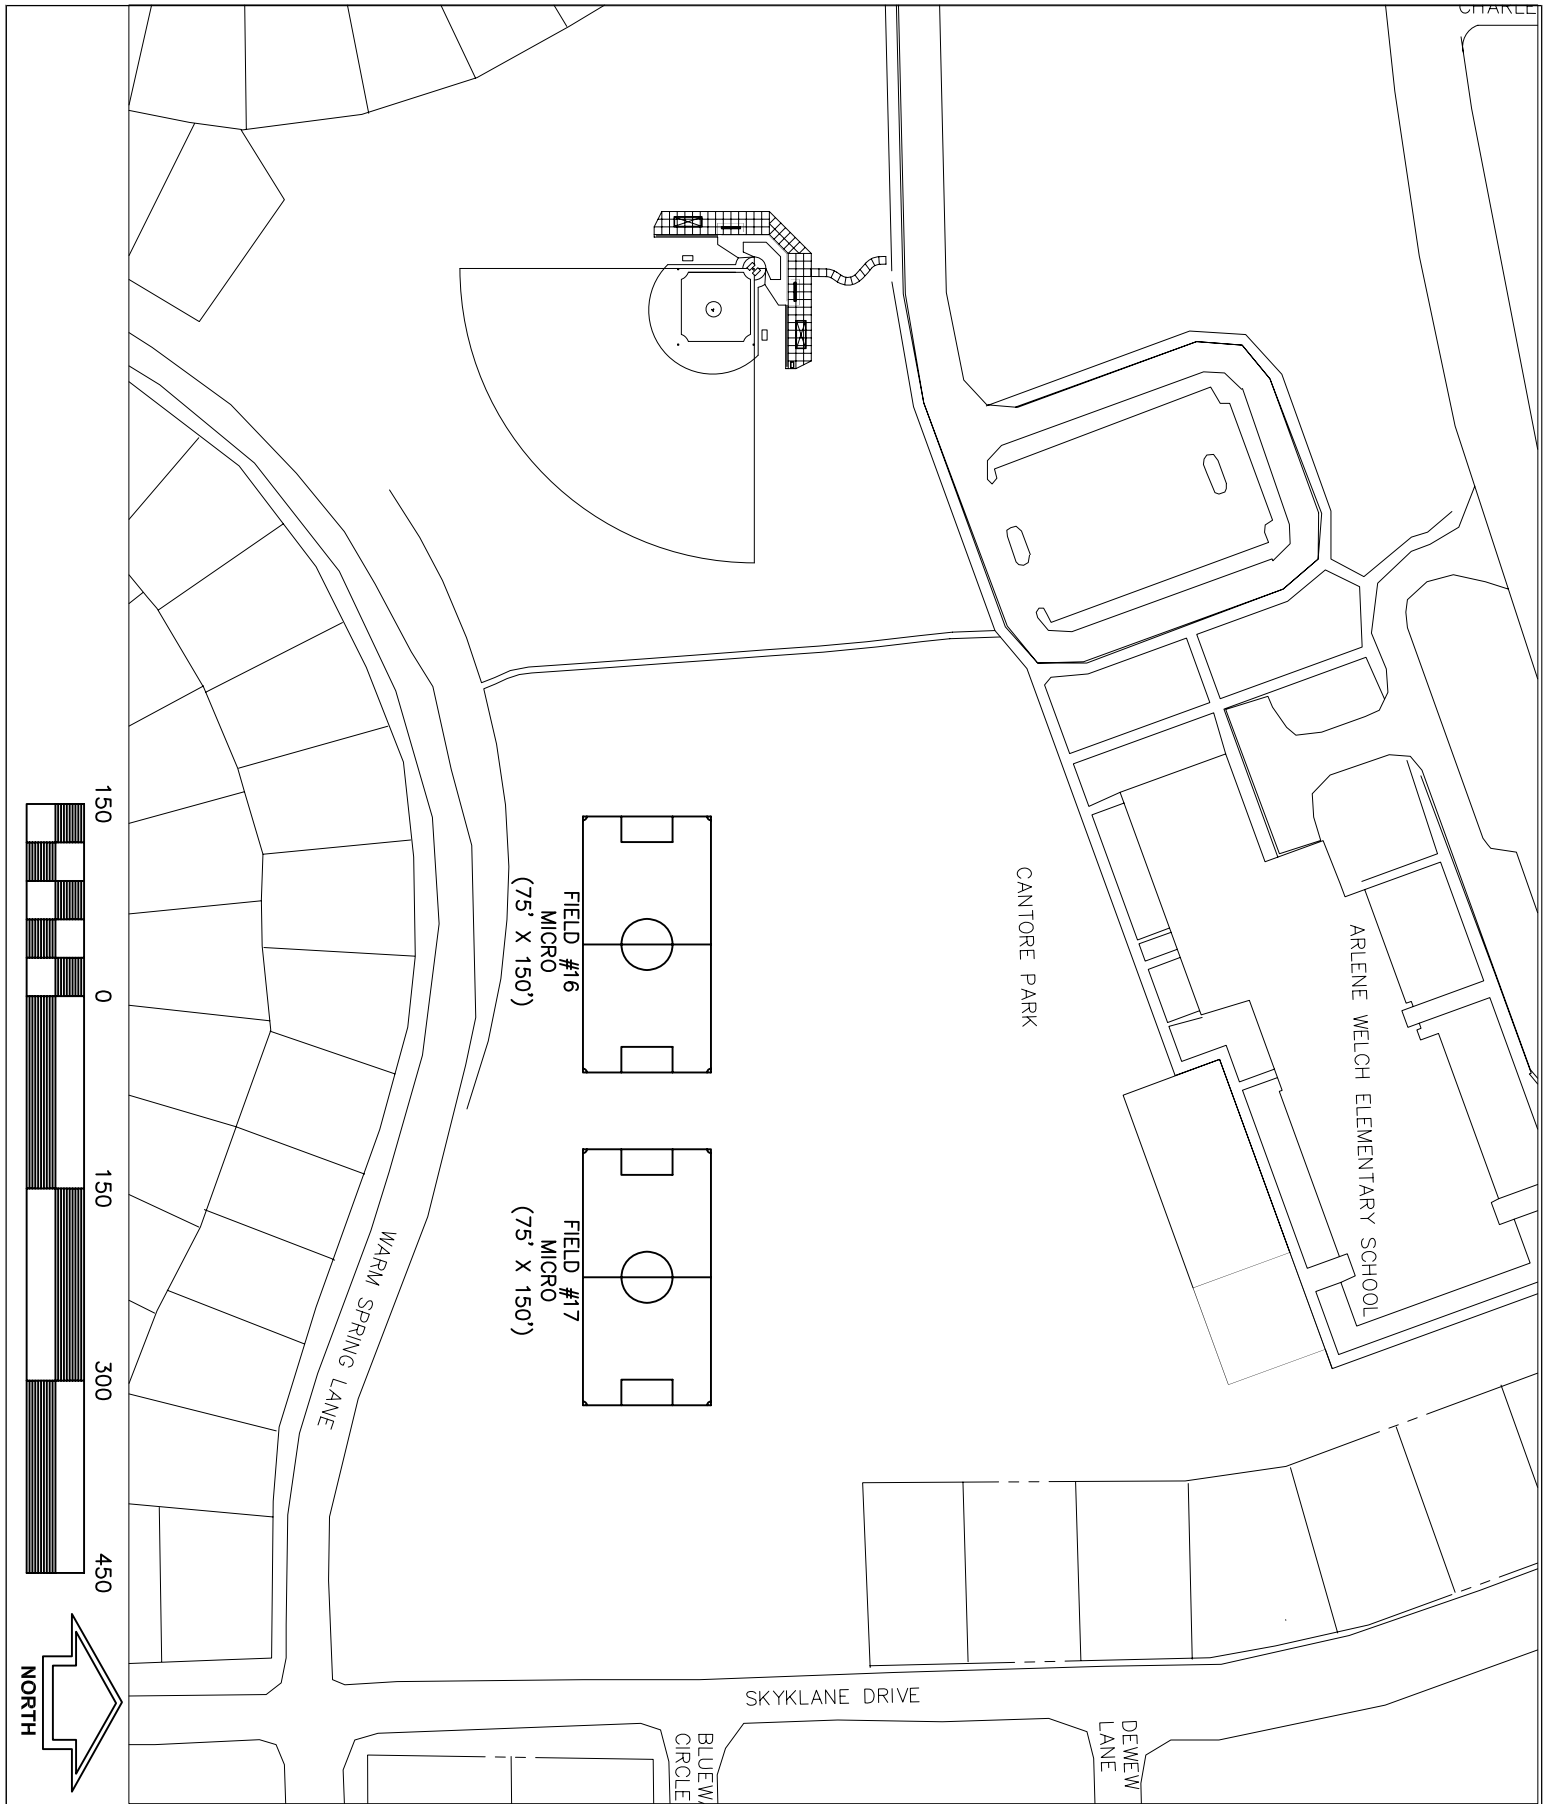 CHARLE
ARLENE WELCH ELEMENTARY SCHOOL
CANTORE PARK
FIELD #16
MICRO
(75' X 150')
FIELD #17
MICRO
(75' X 150')
WARM SPRING LANE
SKYKLANE DRIVE
DEWEW
LANE
BLUEW
CIRCLE
150 0 150 300 450
NORTH